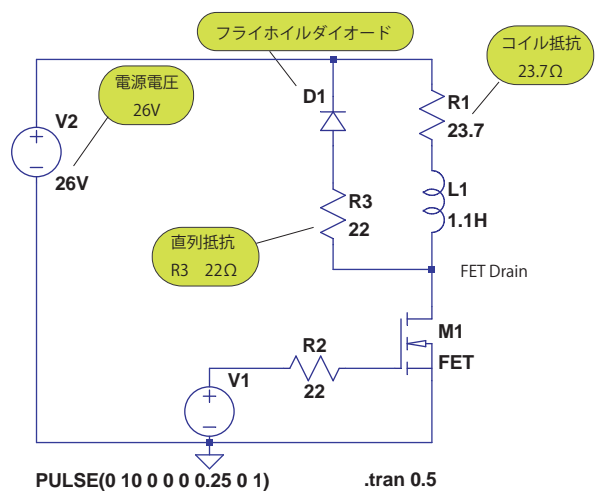 フライホイルダイオード
コイル抵抗
23.7Ω
電源電圧
26V
D1
R1
23.7
V2
+
−
26V
L1
1.1H
R3
22
直列抵抗
R3 22Ω
FET Drain
M1
FET
R2
22
V1
+
−
PULSE(0 10 0 0 0 0.25 0 1)
.tran 0.5